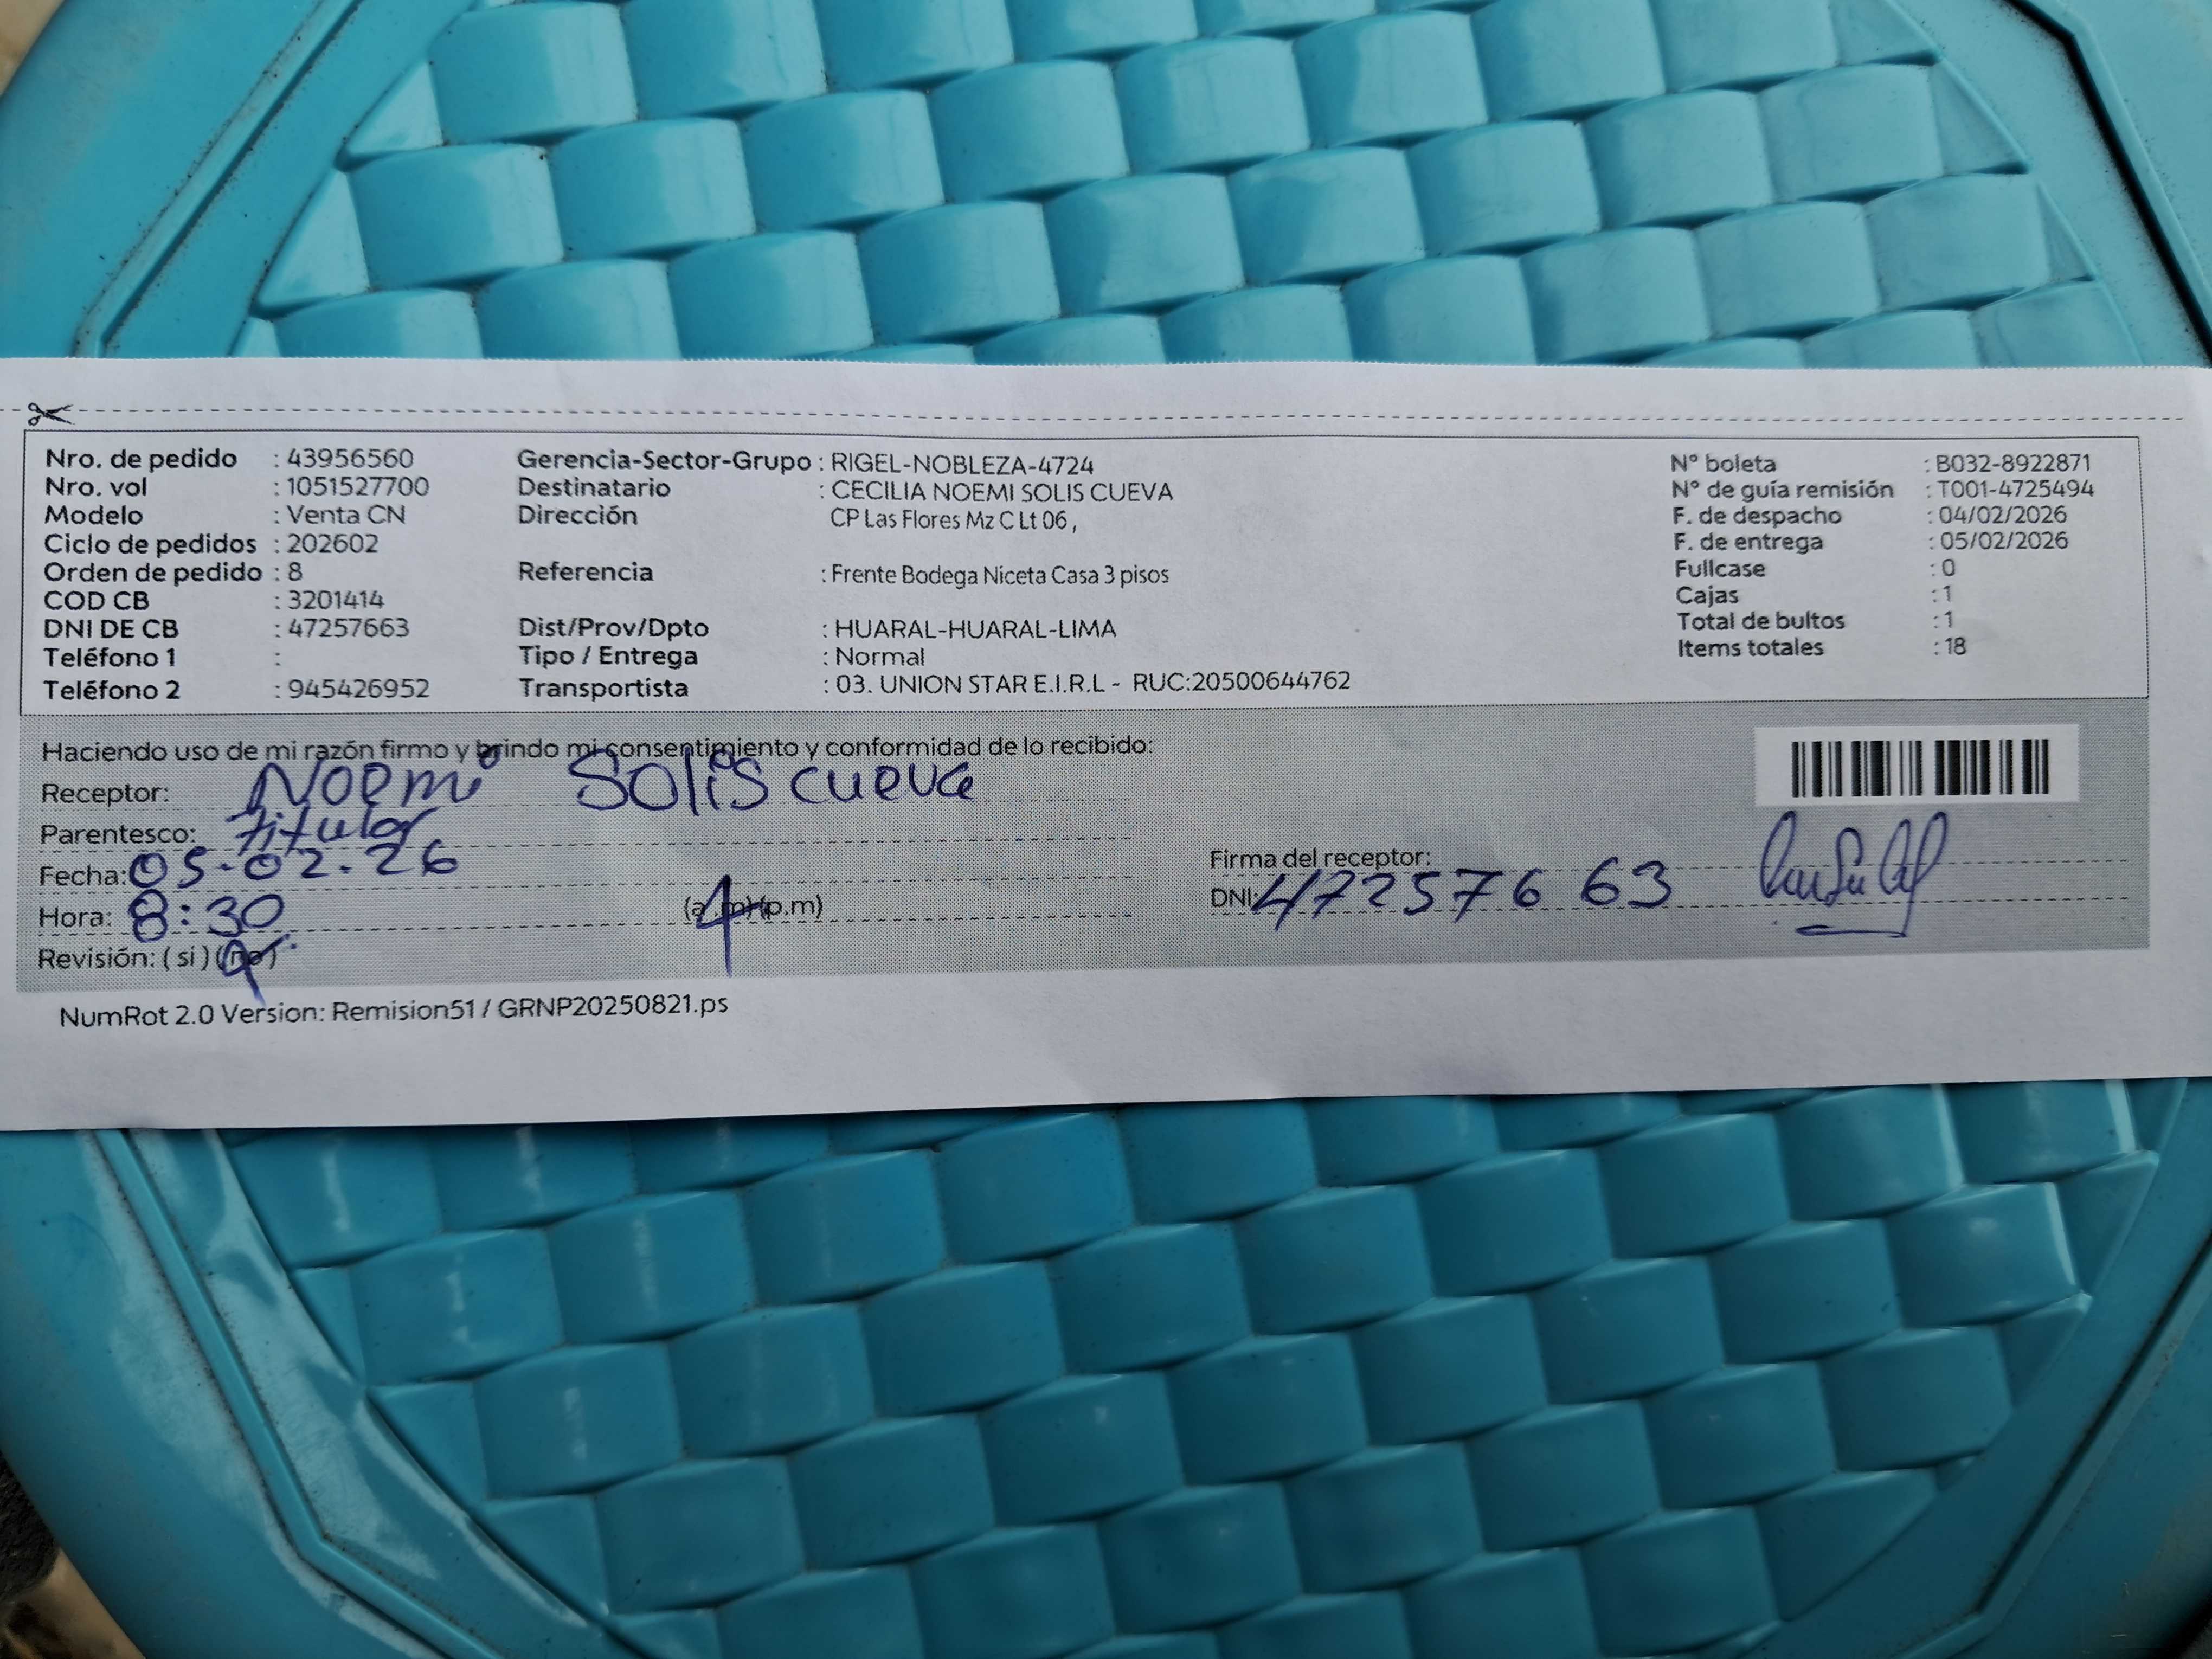 Nro. de pedido : 43956560
Nro. vol : 1051527700
Modelo : Venta CN
Ciclo de pedidos : 202602
Orden de pedido : 8
COD CB : 3201414
DNI DE CB : 47257663
Teléfono 1 :
Teléfono 2 : 945426952
Gerencia-Sector-Grupo : RIGEL-NOBLEZA-4724
Destinatario : CECILIA NOEMI SOLIS CUEVA
Dirección CP Las Flores Mz C Lt 06 ,
Referencia : Frente Bodega Niceta Casa 3 pisos
Dist/Prov/Dpto : HUARAL-HUARAL-LIMA
Tipo / Entrega : Normal
Transportista : 03. UNION STAR E.I.R.L - RUC:20500644762
N° boleta : B032-8922871
N° de guía remisión : T001-4725494
F. de despacho : 04/02/2026
F. de entrega : 05/02/2026
Fullcase : 0
Cajas : 1
Total de bultos : 1
Items totales : 18
Haciendo uso de mi razón firmo y brindo mi consentimiento y conformidad de lo recibido:
Receptor: Noemi Solis cueva
Parentesco: titular
Fecha: 05-02-26
Hora: 8:30 (a.m) (p.m)
Revisión: ( si ) ( no )
Firma del receptor:
DNI: 47257663
NumRot 2.0 Version: Remision51 / GRNP20250821.ps